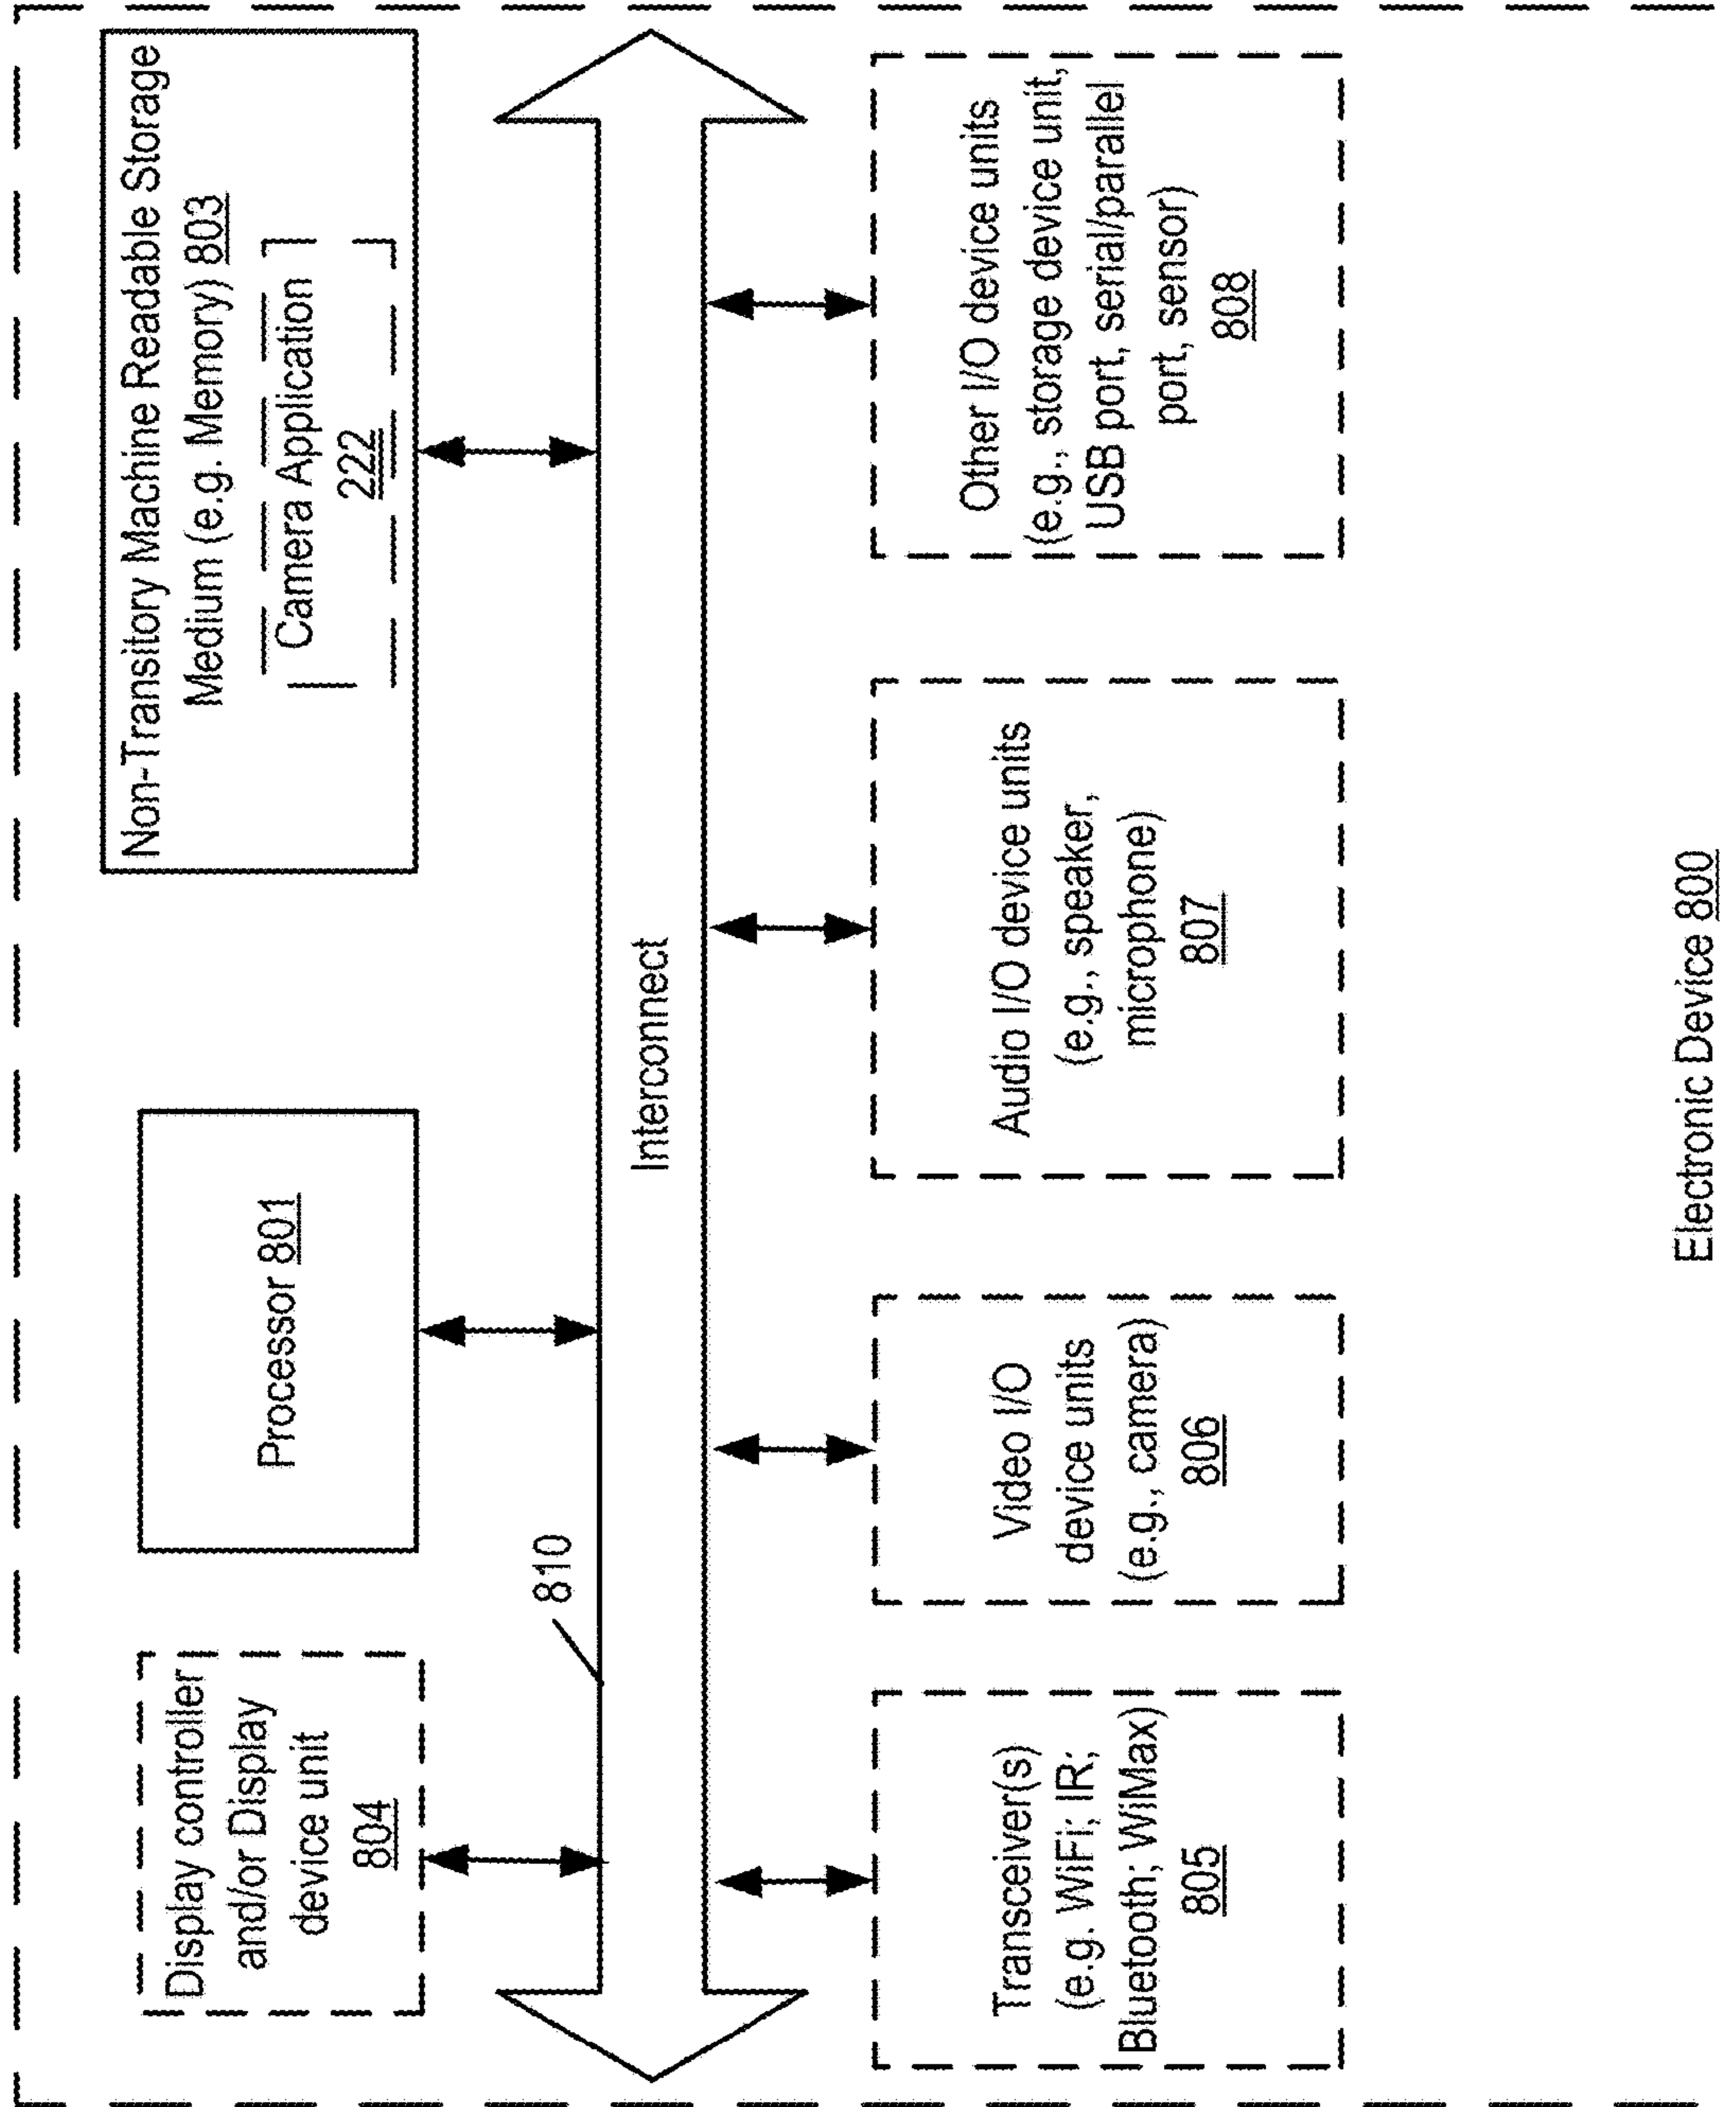 Display controller
and/or Display
device unit
804
Processor 801
Non-Transitory Machine Readable Storage
Medium (e.g. Memory) 803
Camera Application
222
810
Interconnect
Transceiver(s)
(e.g. WiFi; IR;
Bluetooth; WiMax)
805
Video I/O
device units
(e.g., camera)
806
Audio I/O device units
(e.g., speaker,
microphone)
807
Other I/O device units
(e.g., storage device unit,
USB port, serial/parallel
port, sensor)
808
Electronic Device 800